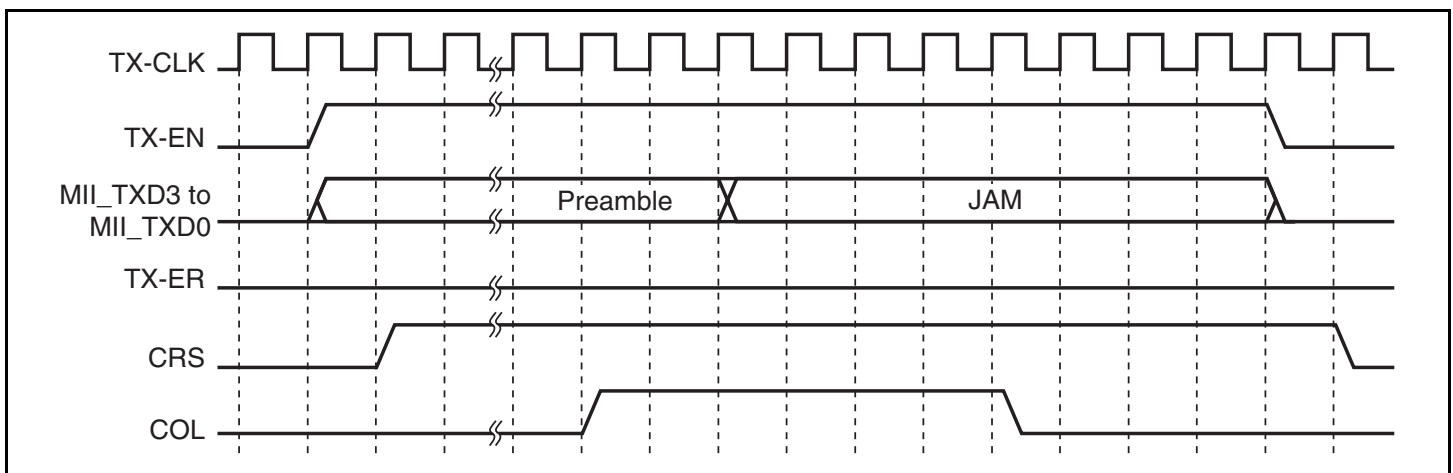 TX-CLK
TX-EN
MII_TXD3 to
MII_TXD0
Preamble
JAM
TX-ER
CRS
COL